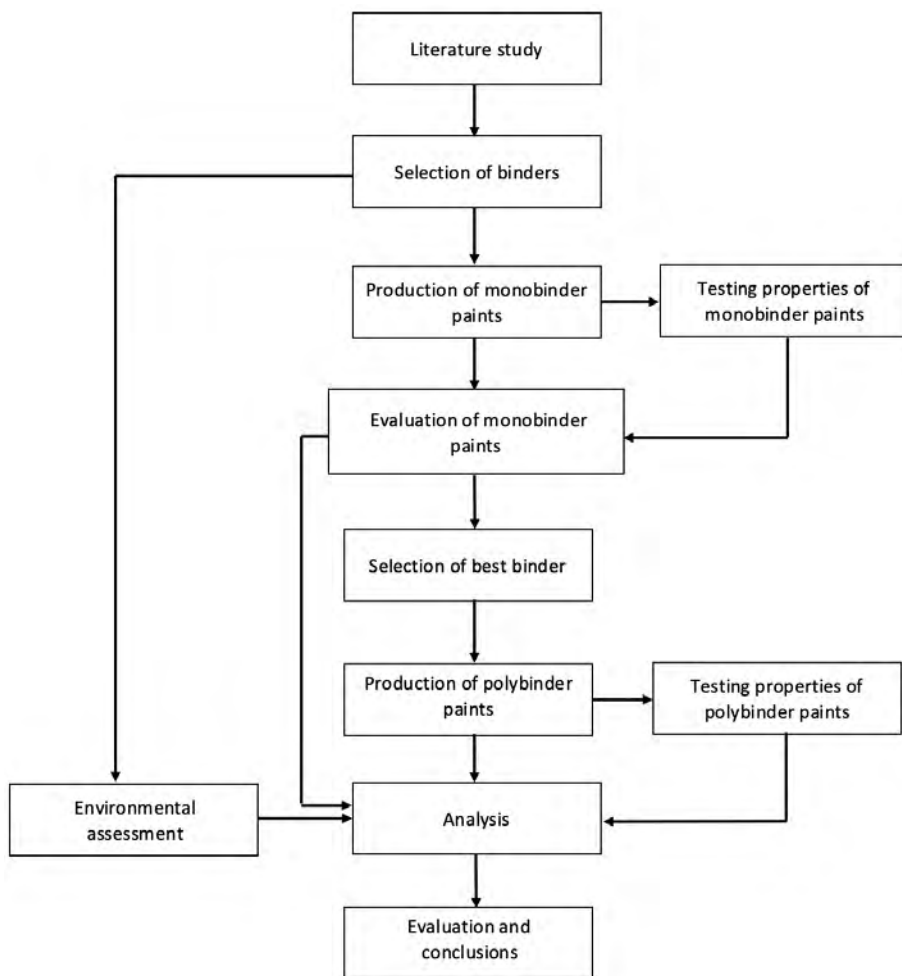 Literature study
Selection of binders
Production of monobinder
paints
Testing properties of
monobinder paints
Evaluation of monobinder
paints
Selection of best binder
Production of polybinder
paints
Testing properties of
polybinder paints
Environmental
assessment
Analysis
Evaluation and
conclusions